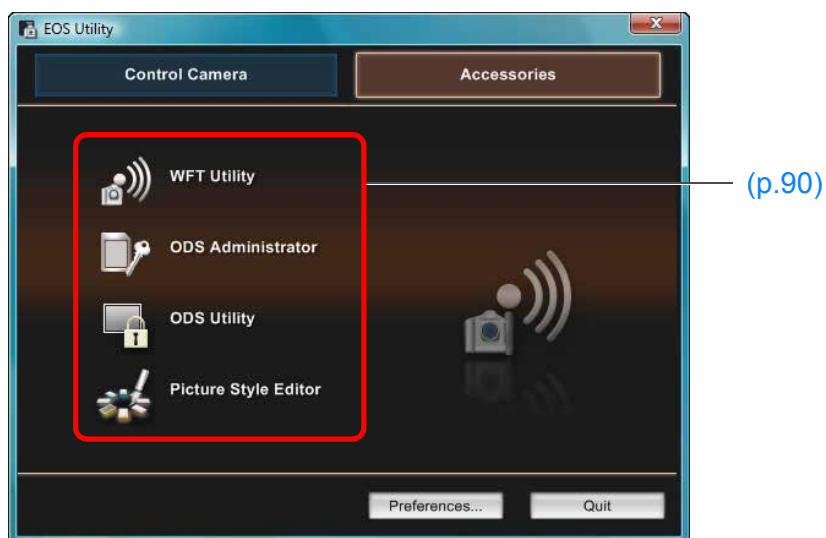 EOS Utility
Control Camera
Accessories
WFT Utility
(p.90)
ODS Administrator
ODS Utility
Picture Style Editor
Preferences...
Quit